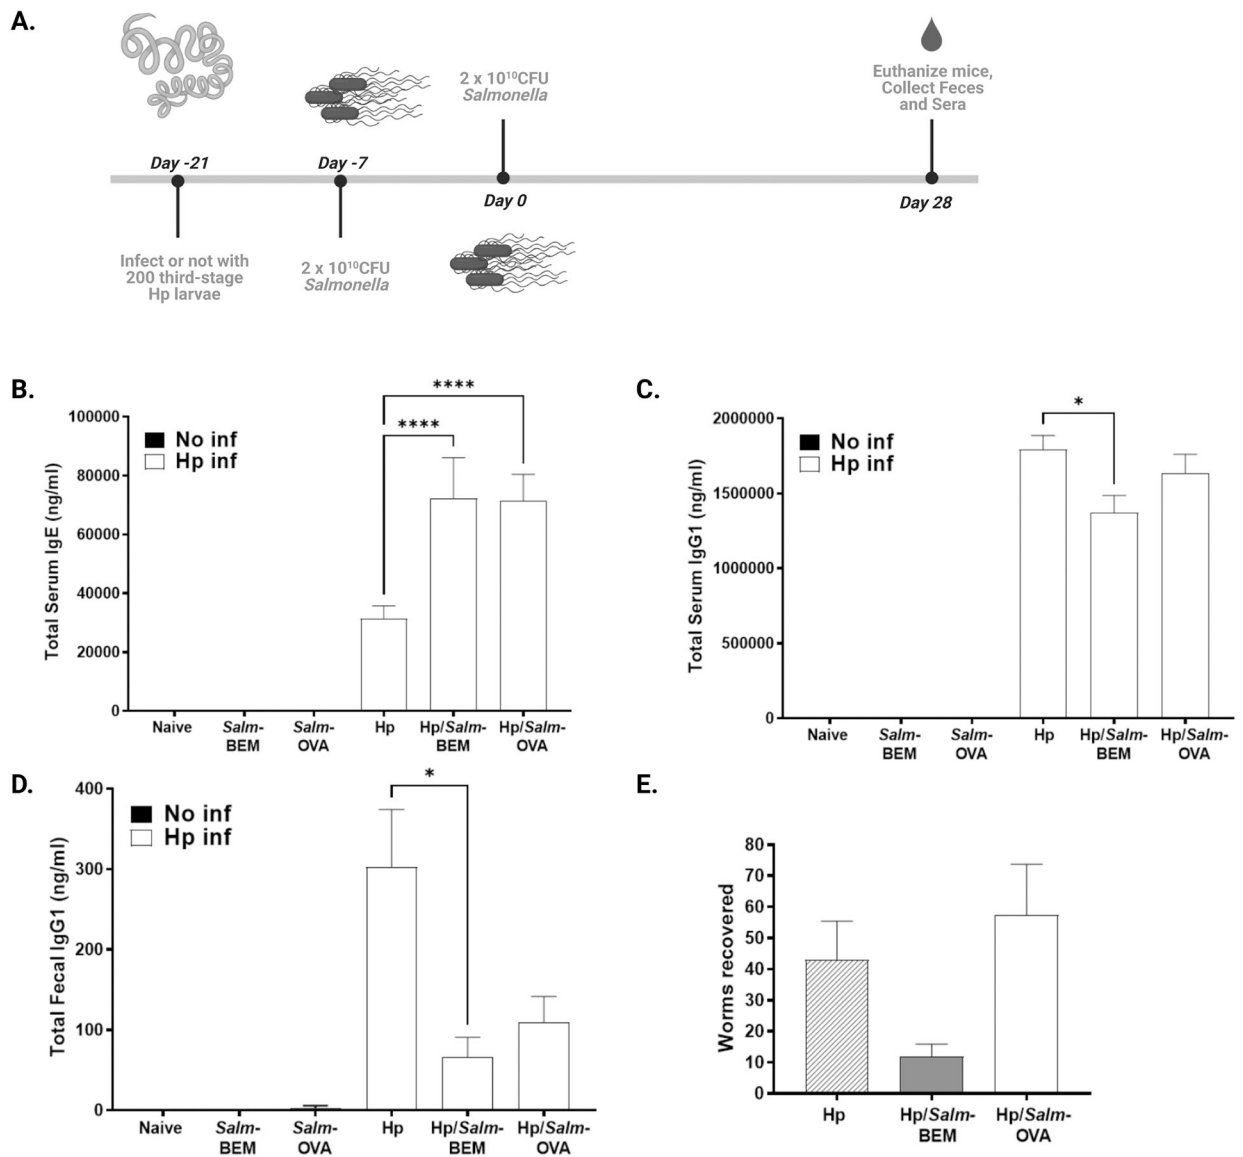 A.
Day -21
Infect or not with
200 third-stage
Hp larvae
Day -7
2 x 10¹⁰CFU
Salmonella
2 x 10¹⁰CFU
Salmonella
Day 0
Euthanize mice,
Collect Feces
and Sera
Day 28
B.
Total Serum IgE (ng/ml)
100000
80000
60000
40000
20000
0
No inf
Hp inf
****
****
Naive
Salm-
BEM
Salm-
OVA
Hp
Hp/Salm-
BEM
Hp/Salm-
OVA
C.
Total Serum IgG1 (ng/ml)
2000000
1500000
1000000
500000
0
No inf
Hp inf
*
Naive
Salm-
BEM
Salm-
OVA
Hp
Hp/Salm-
BEM
Hp/Salm-
OVA
D.
Total Fecal IgG1 (ng/ml)
400
300
200
100
0
No inf
Hp inf
*
Naive
Salm-
BEM
Salm-
OVA
Hp
Hp/Salm-
BEM
Hp/Salm-
OVA
E.
Worms recovered
80
70
60
50
40
30
20
10
0
Hp
Hp/Salm-
BEM
Hp/Salm-
OVA